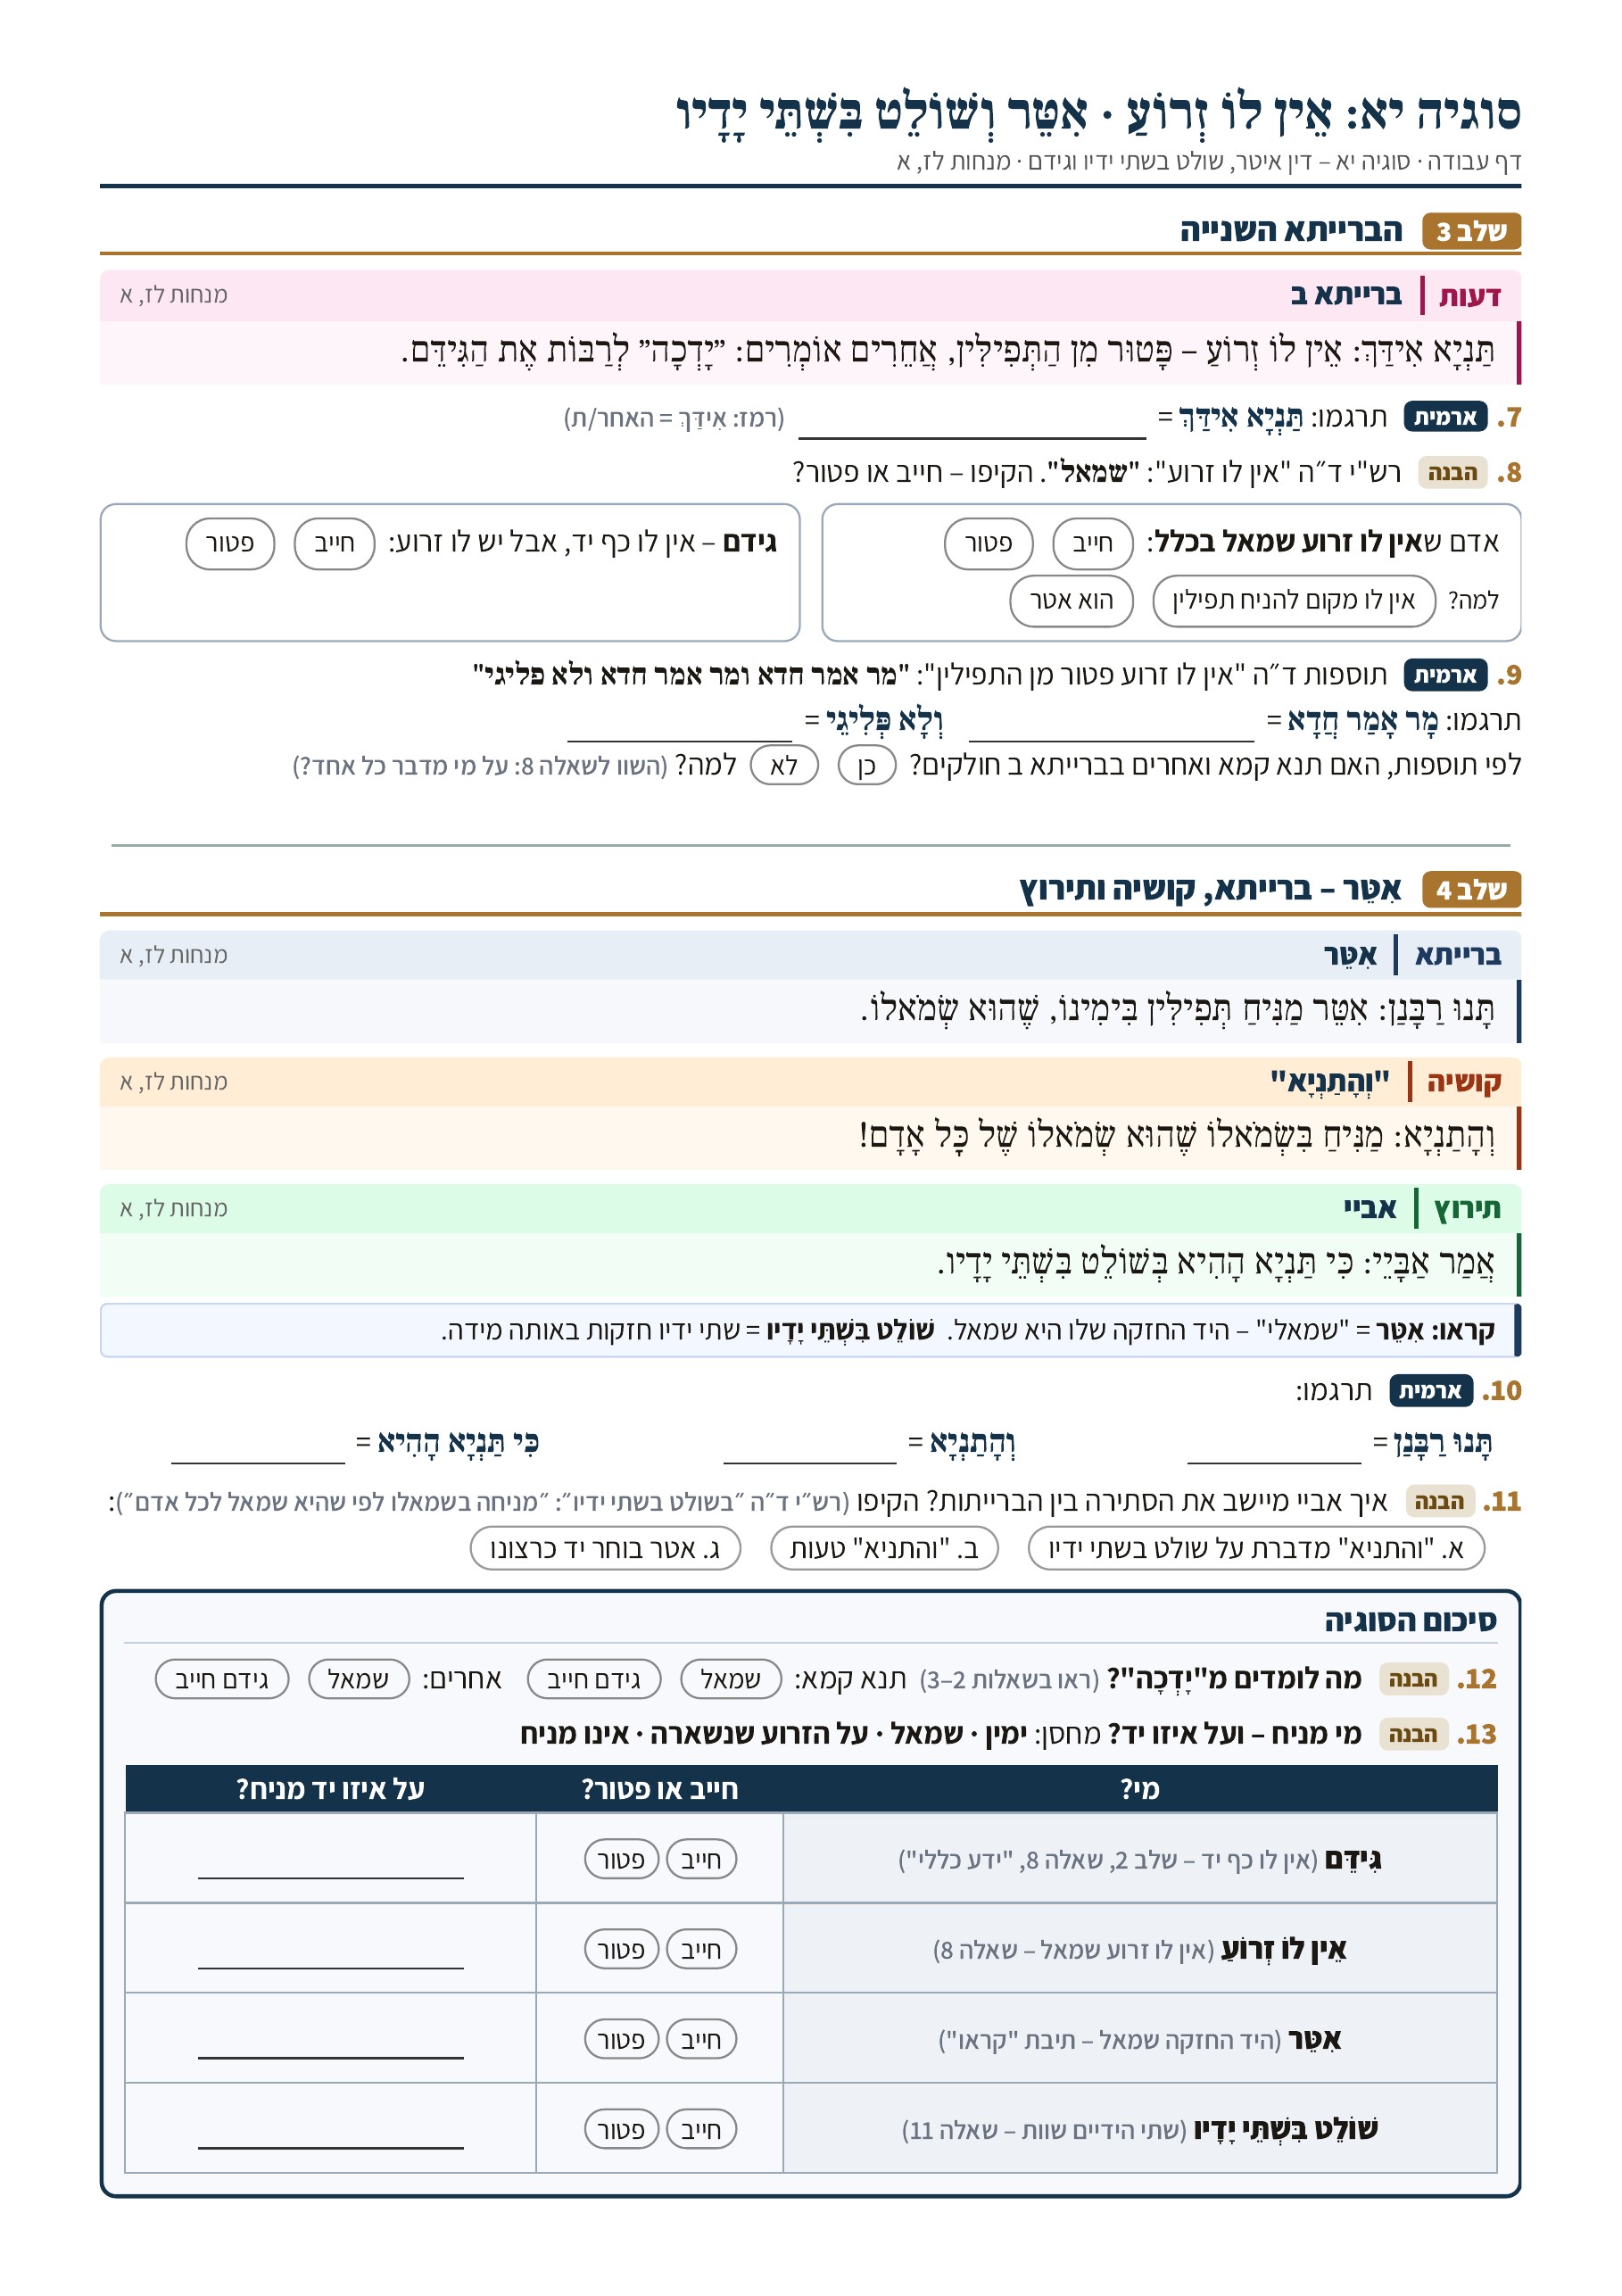 סוגיה יא: אֵין לוֹ זְרוֹעַ · אִטֵּר וְשׁוֹלֵט בִּשְׁתֵּי יָדָיו
דף עבודה · סוגיה יא – דין איטר, שולט בשתי ידיו וגידם · מנחות לז, א
שלב 3 הברייתא השנייה
דעות | ברייתא ב מנחות לז, א
תַּנְיָא אִידַּךְ: אֵין לוֹ זְרוֹעַ – פָּטוּר מִן הַתְּפִילִּין, אֲחֵרִים אוֹמְרִים: ״יָדְכָה״ לְרַבּוֹת אֶת הַגִּידֵּם.
7. ארמית תרגמו: תַּנְיָא אִידַּךְ = ________ (רמז: אִידַּךְ = האחר/ת)
8. הבנה רש"י ד״ה "אין לו זרוע": "שמאל". הקיפו – חייב או פטור?
אדם שאין לו זרוע שמאל בכלל: חייב פטור
למה? אין לו מקום להניח תפילין הוא אטר
גידם – אין לו כף יד, אבל יש לו זרוע: חייב פטור
9. ארמית תוספות ד״ה "אין לו זרוע פטור מן התפילין": "מר אמר חדא ומר אמר חדא ולא פליגי"
תרגמו: מָר אָמַר חֲדָא = ________ וְלָא פְּלִיגֵי = ________
לפי תוספות, האם תנא קמא ואחרים בברייתא ב חולקים? כן לא למה? (השוו לשאלה 8: על מי מדבר כל אחד?)
שלב 4 אִטֵּר – ברייתא, קושיה ותירוץ
ברייתא | אִטֵּר מנחות לז, א
תָּנוּ רַבָּנַן: אִטֵּר מַנִּיחַ תְּפִילִּין בִּימִינוֹ, שֶׁהוּא שְׂמֹאלוֹ.
קושיה | "וְהָתַנְיָא" מנחות לז, א
וְהָתַנְיָא: מַנִּיחַ בִּשְׂמֹאלוֹ שֶׁהוּא שְׂמֹאלוֹ שֶׁל כׇּל אָדָם!
תירוץ | אביי מנחות לז, א
אֲמַר אַבָּיֵי: כִּי תַּנְיָא הָהִיא בְּשׁוֹלֵט בִּשְׁתֵּי יָדָיו.
קראו: אִטֵּר = "שמאלי" – היד החזקה שלו היא שמאל. שׁוֹלֵט בִּשְׁתֵּי יָדָיו = שתי ידיו חזקות באותה מידה.
10. ארמית תרגמו:
תָּנוּ רַבָּנַן = ________ וְהָתַנְיָא = ________ כִּי תַּנְיָא הָהִיא = ________
11. הבנה איך אביי מיישב את הסתירה בין הברייתות? הקיפו (רש״י ד״ה ״בשולט בשתי ידיו״: ״מניחה בשמאלו לפי שהיא שמאל לכל אדם״):
א. "והתניא" מדברת על שולט בשתי ידיו ב. "והתניא" טעות ג. אטר בוחר יד כרצונו
סיכום הסוגיה
12. הבנה מה לומדים מ"יָדְכָה"? (ראו בשאלות 2–3) תנא קמא: שמאל גידם חייב אחרים: שמאל גידם חייב
13. הבנה מי מניח – ועל איזו יד? מחסן: ימין · שמאל · על הזרוע שנשארה · אינו מניח
מי? חייב או פטור? על איזו יד מניח?
גִּידֵּם (אין לו כף יד – שלב 2, שאלה 8, "ידע כללי") חייב פטור ________
אֵין לוֹ זְרוֹעַ (אין לו זרוע שמאל – שאלה 8) חייב פטור ________
אִטֵּר (היד החזקה שמאל – תיבת "קראו") חייב פטור ________
שׁוֹלֵט בִּשְׁתֵּי יָדָיו (שתי הידיים שוות – שאלה 11) חייב פטור ________